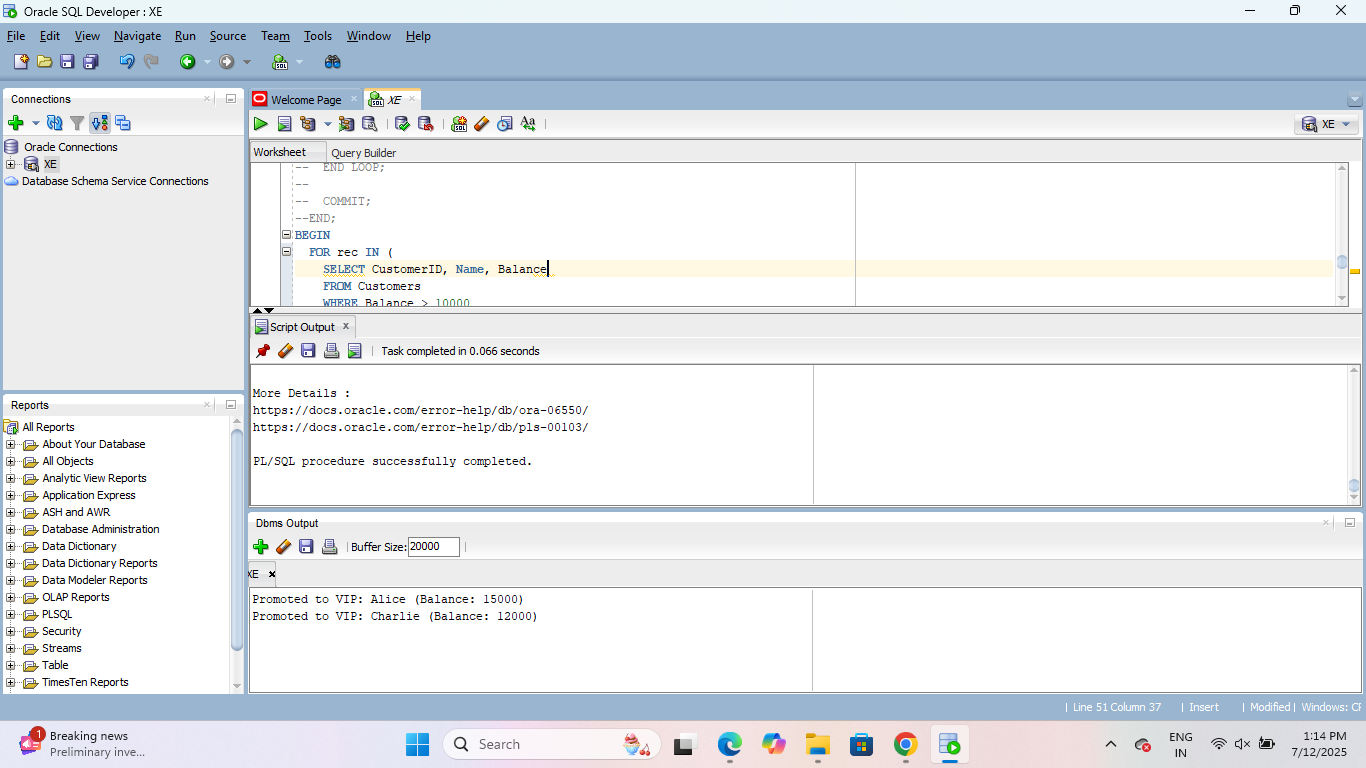 Oracle SQL Developer : XE
File Edit View Navigate Run Source Team Tools Window Help
Connections
Oracle Connections
XE
Database Schema Service Connections
Reports
All Reports
About Your Database
All Objects
Analytic View Reports
Application Express
ASH and AWR
Database Administration
Data Dictionary
Data Dictionary Reports
Data Modeler Reports
OLAP Reports
PLSQL
Security
Streams
Table
TimesTen Reports
Welcome Page XE
XE
Worksheet Query Builder
-- END LOOP;
--
-- COMMIT;
--END;
BEGIN
FOR rec IN (
SELECT CustomerID, Name, Balance
FROM Customers
WHERE Balance > 10000
Script Output
Task completed in 0.066 seconds
More Details :
https://docs.oracle.com/error-help/db/ora-06550/
https://docs.oracle.com/error-help/db/pls-00103/
PL/SQL procedure successfully completed.
Dbms Output
Buffer Size: 20000
XE
Promoted to VIP: Alice (Balance: 15000)
Promoted to VIP: Charlie (Balance: 12000)
| Line 51 Column 37 | Insert | Modified | Windows: CF
1
Breaking news
Preliminary inve...
Search
ENG
IN
1:14 PM
7/12/2025